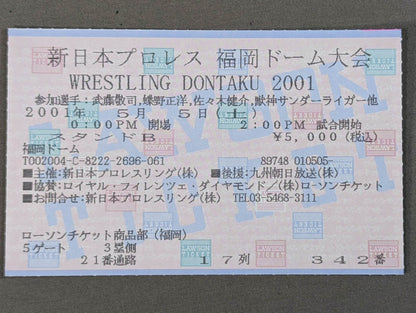 新日本プロレス 福岡ドーム大会
WRESTLING DONTAKU 2001
参加選手:武藤敬司,蝶野正洋,佐々木健介,獣神サンダーライガー他
2001年 5月 5日(土)
0:00PM 開場 2:00PM 試合開始
スタンドB ¥5,000(税込)
福岡ドーム
T002004-C-8222-2696-061 89748 010505-
■主催:新日本プロレスリング(株) ■後援:九州朝日放送(株)
■協賛:ロイヤル・フィレンツェ・ダイヤモンド/(株)ローソンチケット
■お問合せ:新日本プロレスリング(株) TEL03-5468-3111
ローソンチケット商品部(福岡)
5ゲート 3塁側
21番通路 17列 342番
LAWSON TICKET